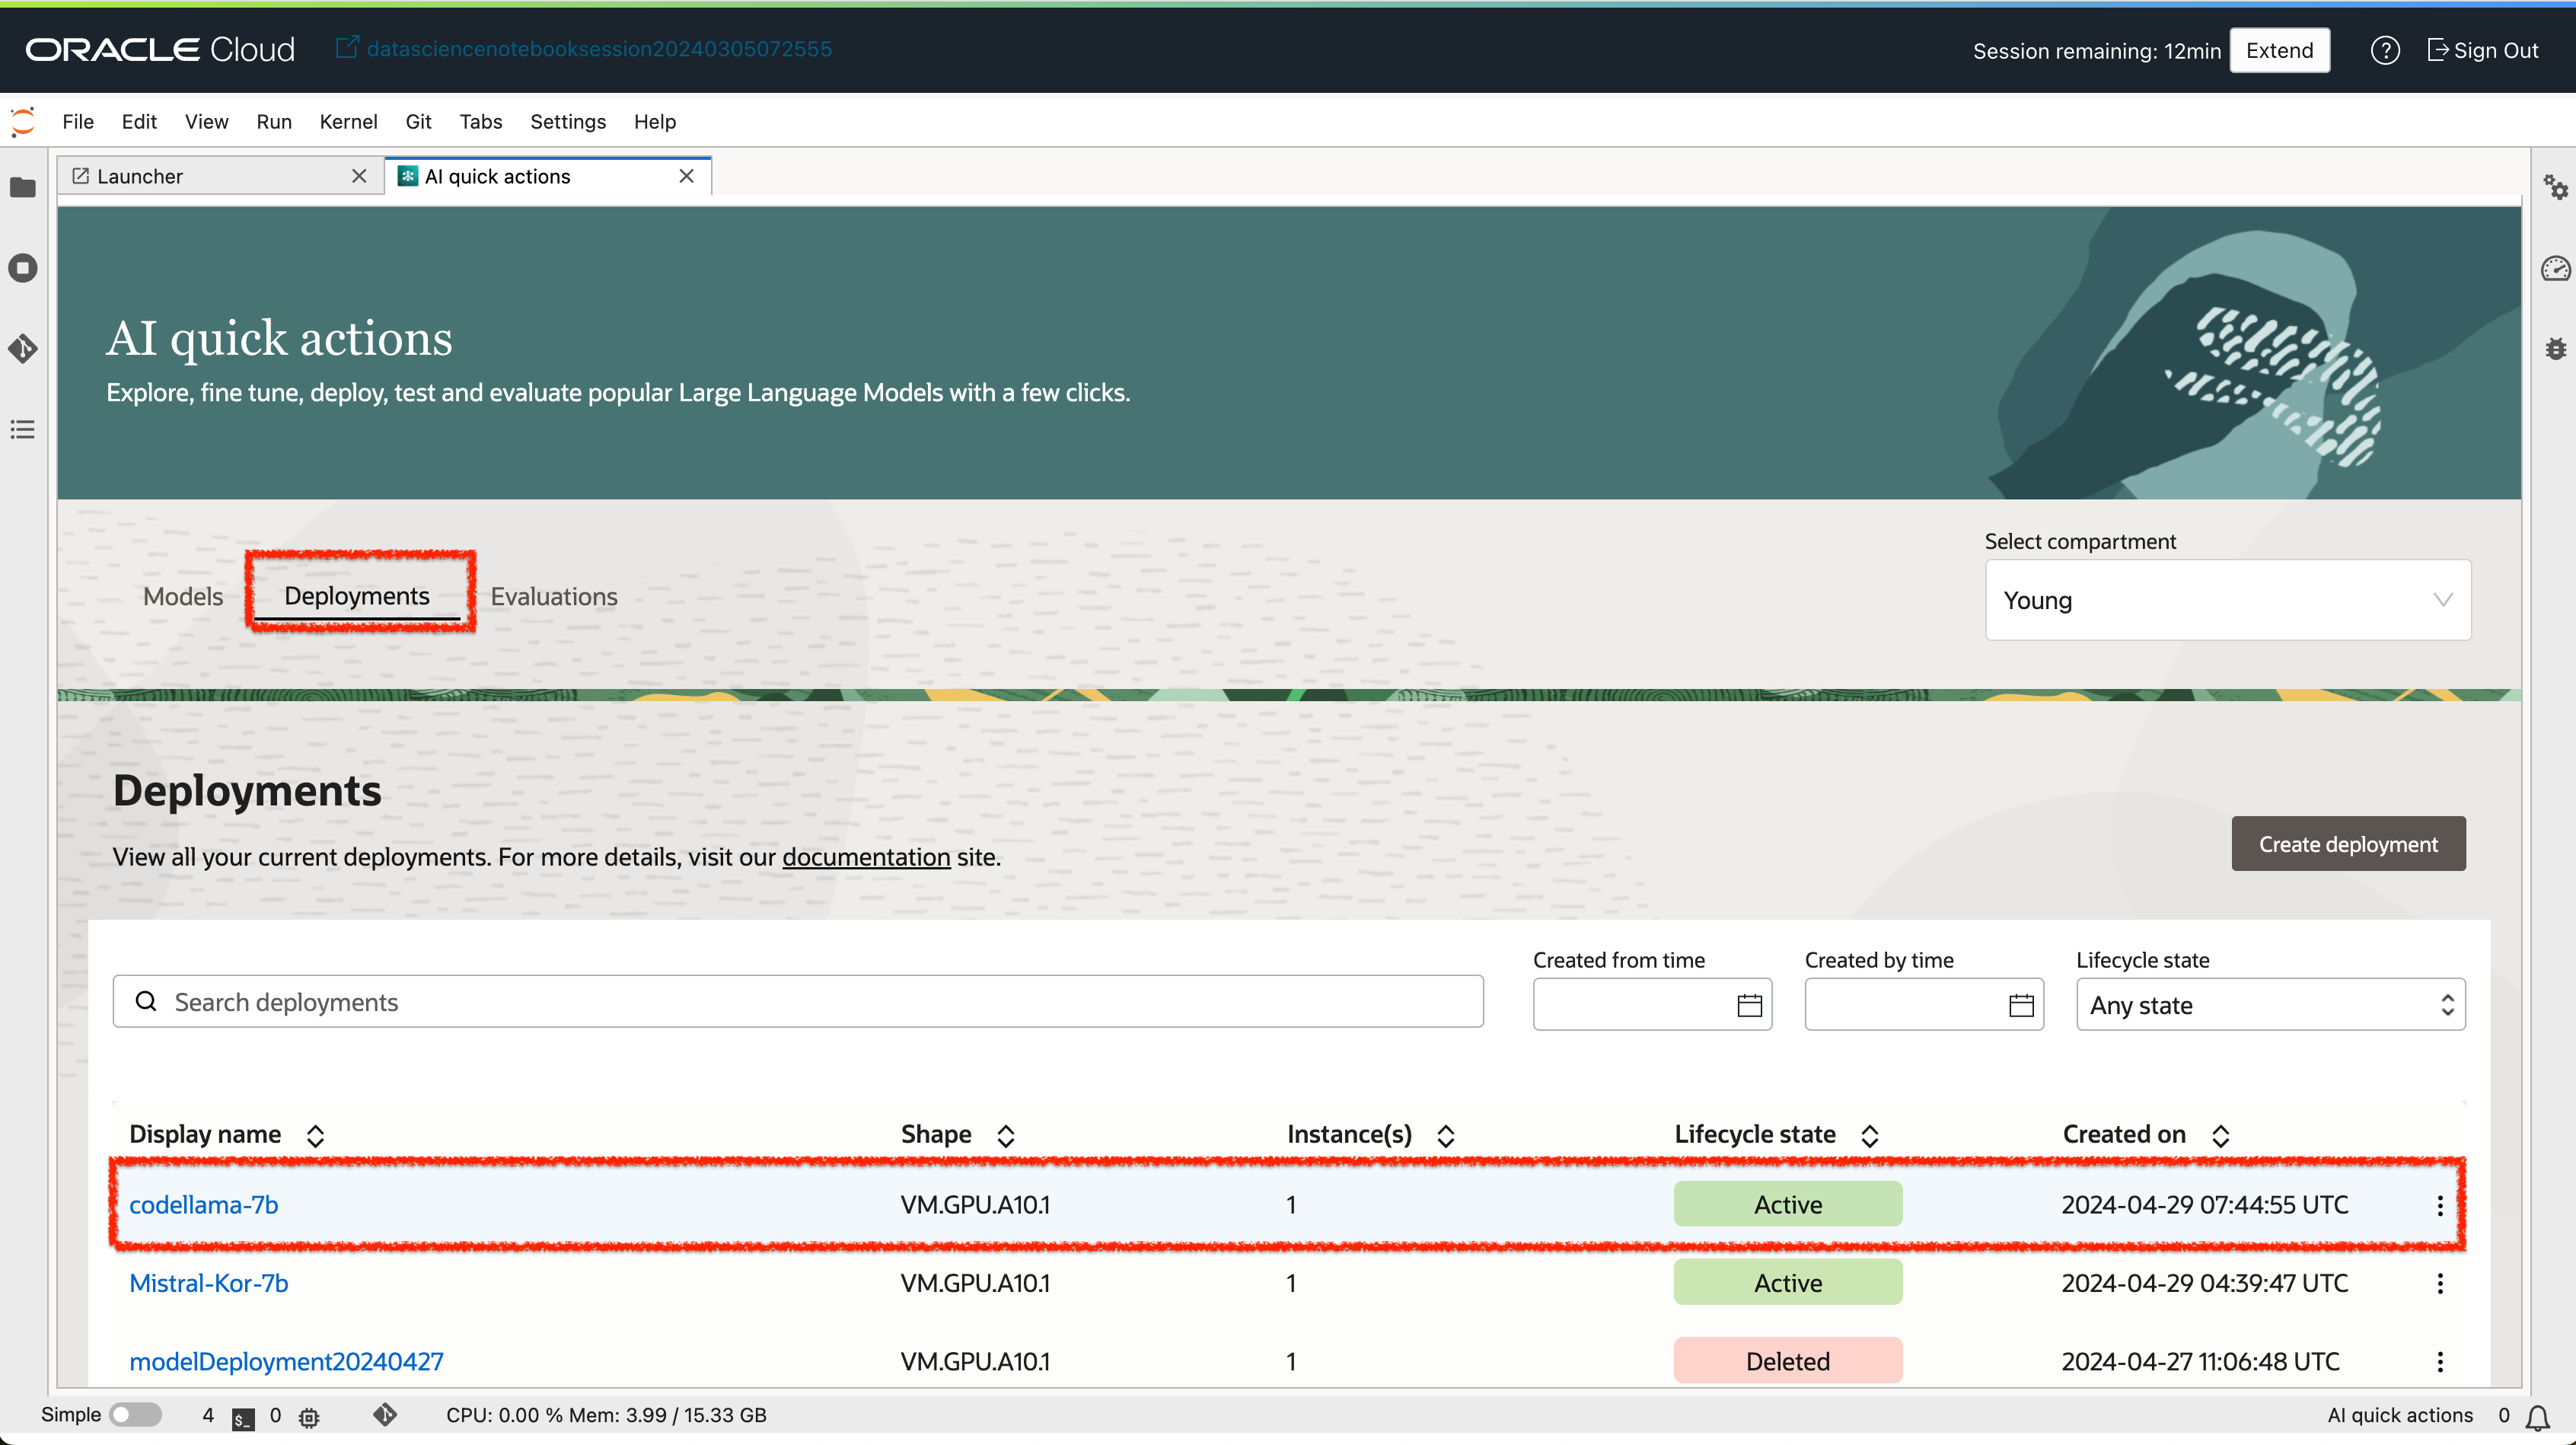 ORACLE Cloud datasciencenotebooksession20240305072555 Session remaining: 12min Extend Sign Out
File Edit View Run Kernel Git Tabs Settings Help
Launcher AI quick actions
AI quick actions
Explore, fine tune, deploy, test and evaluate popular Large Language Models with a few clicks.
Select compartment
Models Deployments Evaluations Young
Deployments
Create deployment
View all your current deployments. For more details, visit our documentation site.
Created from time Created by time Lifecycle state
Search deployments Any state
Display name Shape Instance(s) Lifecycle state Created on
codellama-7b VM.GPU.A10.1 1 Active 2024-04-29 07:44:55 UTC
Mistral-Kor-7b VM.GPU.A10.1 1 Active 2024-04-29 04:39:47 UTC
modelDeployment20240427 VM.GPU.A10.1 1 Deleted 2024-04-27 11:06:48 UTC
Simple 4 $_ 0 CPU: 0.00 % Mem: 3.99 / 15.33 GB AI quick actions 0